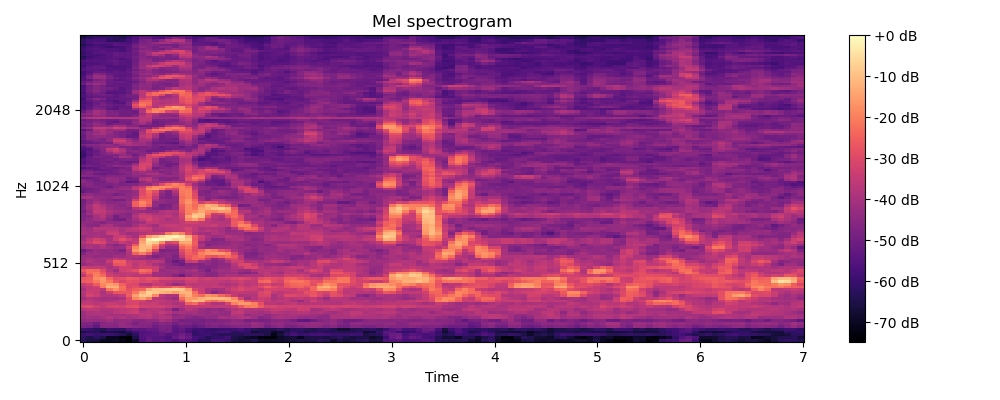 Mel spectrogram
+0 dB
-10 dB
-20 dB
-30 dB
-40 dB
-50 dB
-60 dB
-70 dB
2048
1024
512
0
Hz
0 1 2 3 4 5 6 7
Time